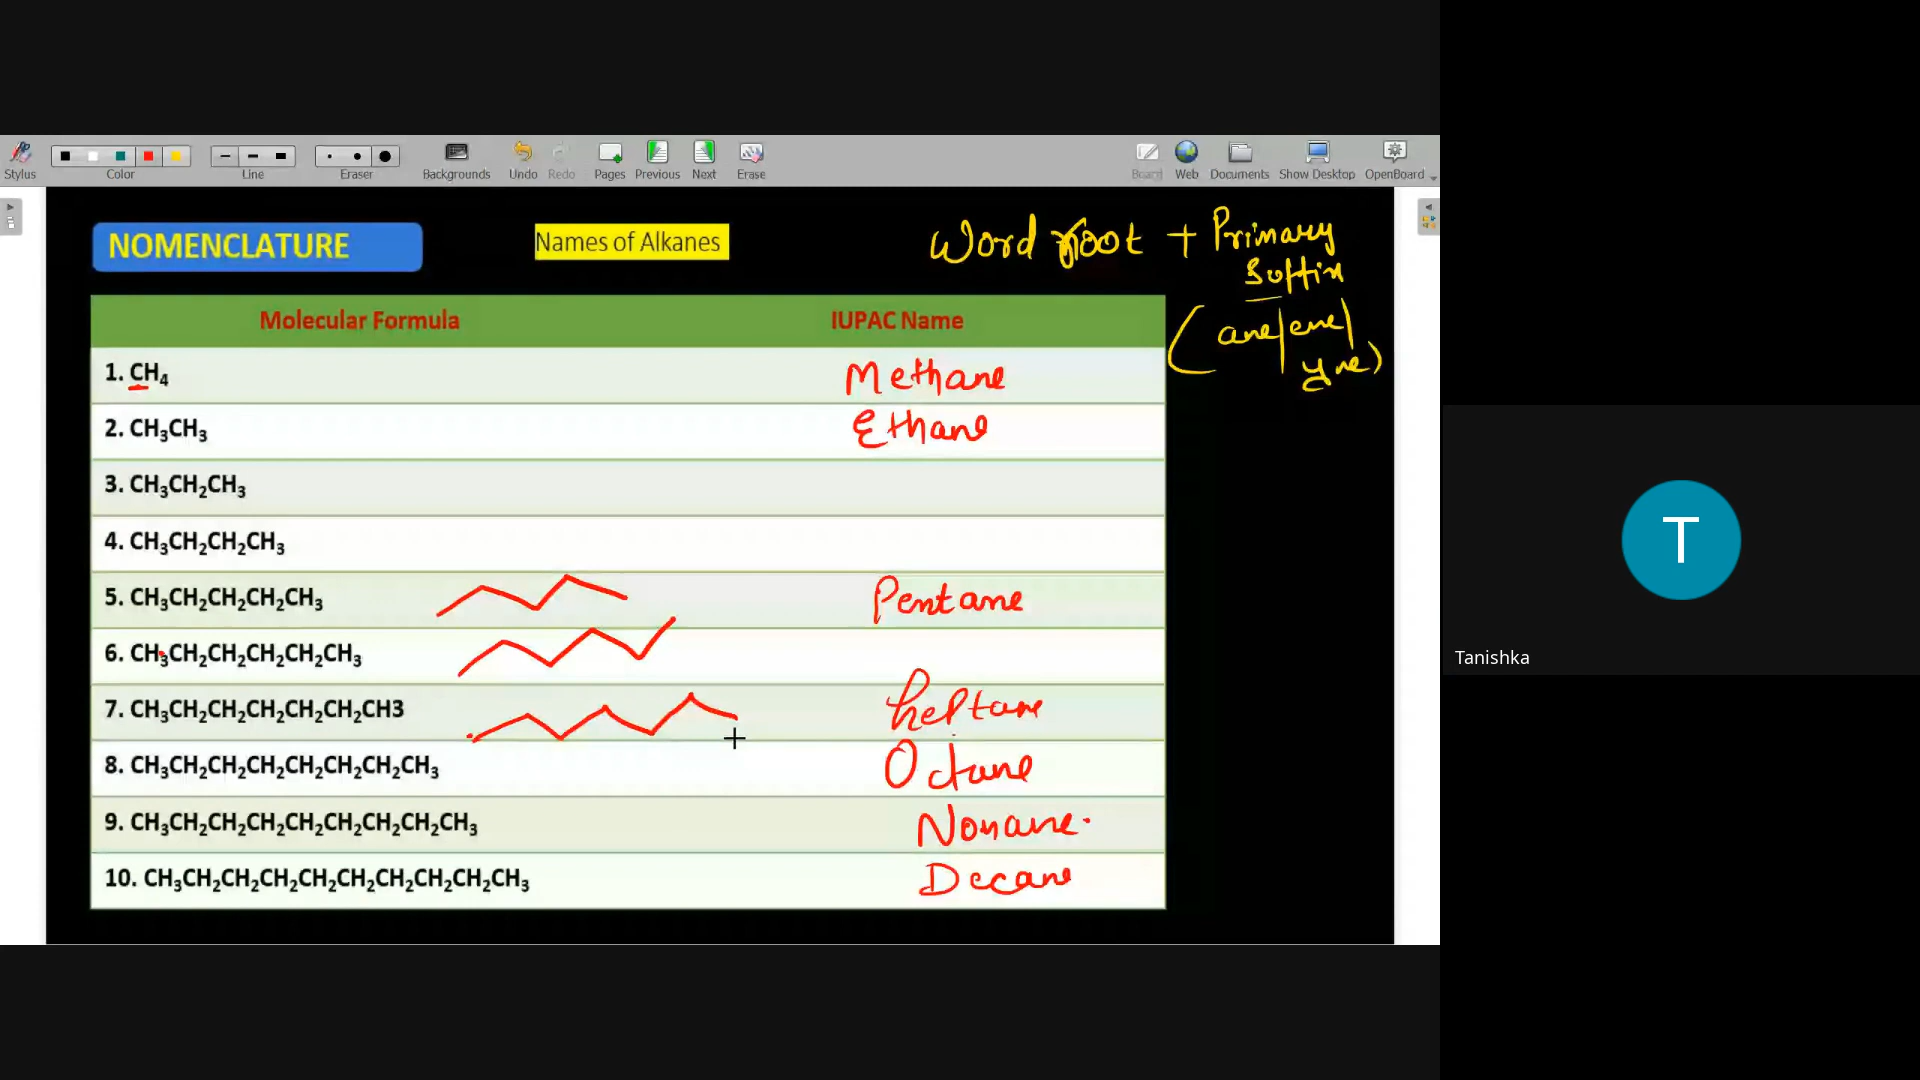 Stylus Color Line Eraser Backgrounds Undo Redo Pages Previous Next Erase Board Web Documents Show Desktop OpenBoard
NOMENCLATURE
Names of Alkanes
Word root + Primary
Suffix
(ane/ene/
yne)
Molecular Formula IUPAC Name
1. CH₄ Methane
2. CH₃CH₃ Ethane
3. CH₃CH₂CH₃
4. CH₃CH₂CH₂CH₃
5. CH₃CH₂CH₂CH₂CH₃ Pentane
6. CH₃CH₂CH₂CH₂CH₂CH₃
7. CH₃CH₂CH₂CH₂CH₂CH₂CH3 heptane
8. CH₃CH₂CH₂CH₂CH₂CH₂CH₂CH₃ Octane
9. CH₃CH₂CH₂CH₂CH₂CH₂CH₂CH₂CH₃ Nonane.
10. CH₃CH₂CH₂CH₂CH₂CH₂CH₂CH₂CH₂CH₃ Decane
T
Tanishka